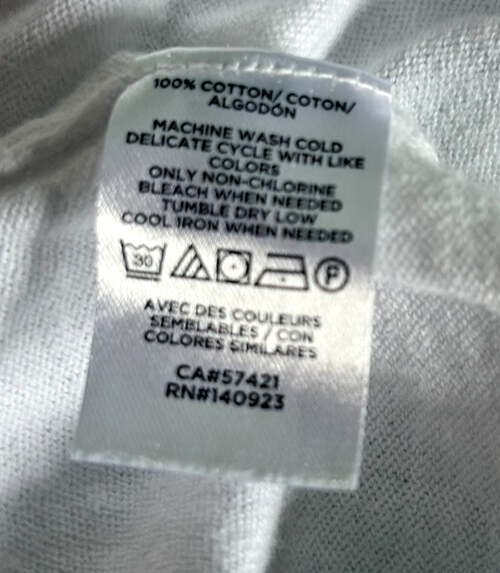 100% COTTON/ COTON/
ALGODÓN
MACHINE WASH COLD
DELICATE CYCLE WITH LIKE
COLORS
ONLY NON-CHLORINE
BLEACH WHEN NEEDED
TUMBLE DRY LOW
COOL IRON WHEN NEEDED
30 P
AVEC DES COULEURS
SEMBLABLES / CON
COLORES SIMILARES
CA#57421
RN#140923